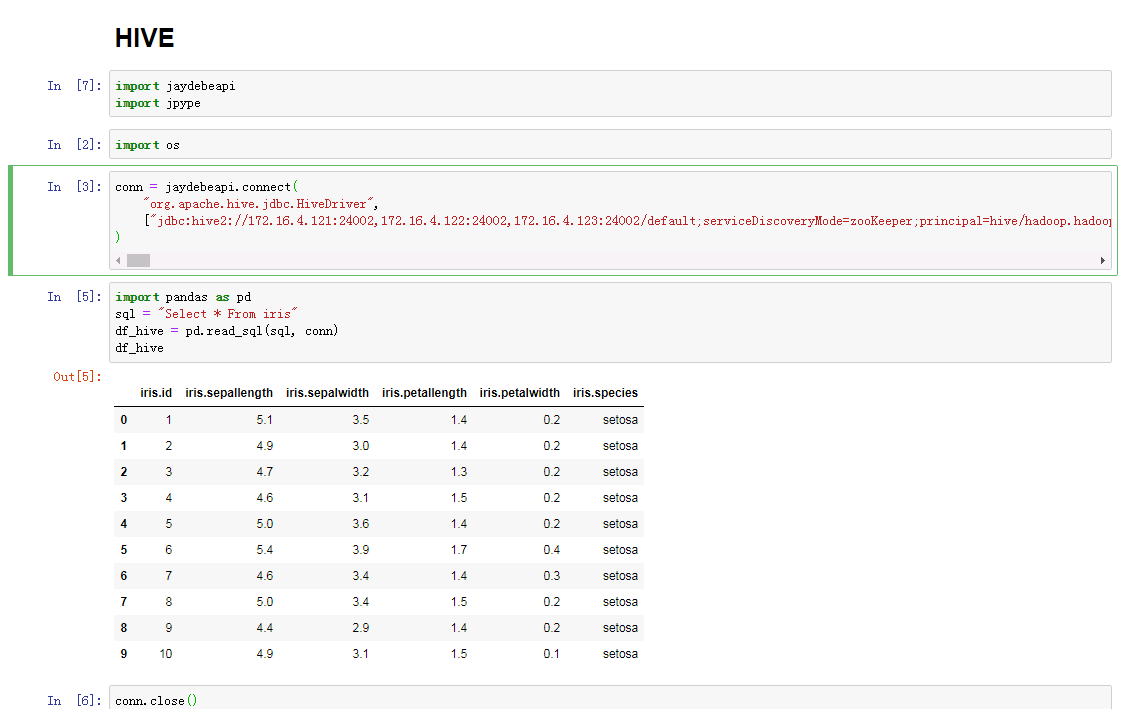 HIVE
In [7]:
import jaydebeapi
import jpype
In [2]:
import os
In [3]:
conn = jaydebeapi.connect(
"org.apache.hive.jdbc.HiveDriver",
["jdbc:hive2://172.16.4.121:24002,172.16.4.122:24002,172.16.4.123:24002/default;serviceDiscoveryMode=zooKeeper;principal=hive/hadoop.hadoop
)
In [5]:
import pandas as pd
sql = "Select * From iris"
df_hive = pd.read_sql(sql, conn)
df_hive
Out[5]:
iris.id iris.sepallength iris.sepalwidth iris.petallength iris.petalwidth iris.species
0 1 5.1 3.5 1.4 0.2 setosa
1 2 4.9 3.0 1.4 0.2 setosa
2 3 4.7 3.2 1.3 0.2 setosa
3 4 4.6 3.1 1.5 0.2 setosa
4 5 5.0 3.6 1.4 0.2 setosa
5 6 5.4 3.9 1.7 0.4 setosa
6 7 4.6 3.4 1.4 0.3 setosa
7 8 5.0 3.4 1.5 0.2 setosa
8 9 4.4 2.9 1.4 0.2 setosa
9 10 4.9 3.1 1.5 0.1 setosa
In [6]:
conn.close()